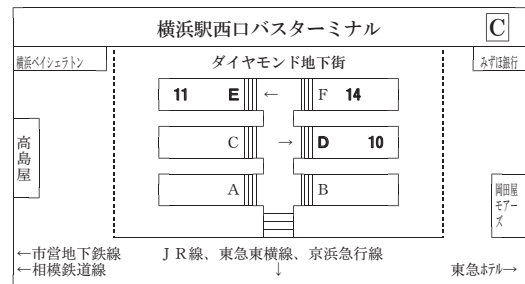 横浜駅西口バスターミナル C
横浜ベイシェラトン ダイヤモンド地下街 みずほ銀行
11 E ← F 14
高島屋 C → D 10
A B 岡田屋モアーズ
←市営地下鉄線 JR線、東急東横線、京浜急行線
←相模鉄道線 ↓ 東急ホテル→